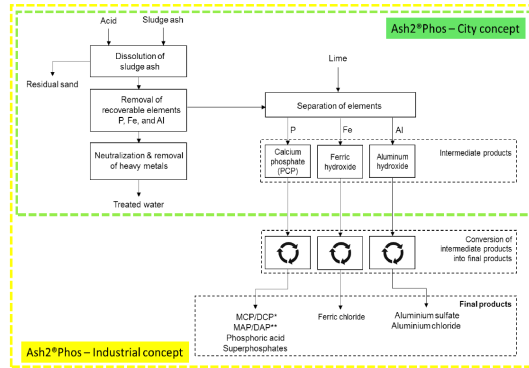 Ash2®Phos – City concept
Acid
Sludge ash
Dissolution of
sludge ash
Residual sand
Lime
Removal of
recoverable elements
P, Fe, and Al
Separation of elements
P
Fe
Al
Neutralization & removal
of heavy metals
Calcium
phosphate
(PCP)
Ferric
hydroxide
Aluminum
hydroxide
Intermediate products
Treated water
Conversion of
intermediate products
into final products
Final products
MCP/DCP*
MAP/DAP**
Phosphoric acid
Superphosphates
Ferric chloride
Aluminium sulfate
Aluminium chloride
Ash2®Phos – Industrial concept